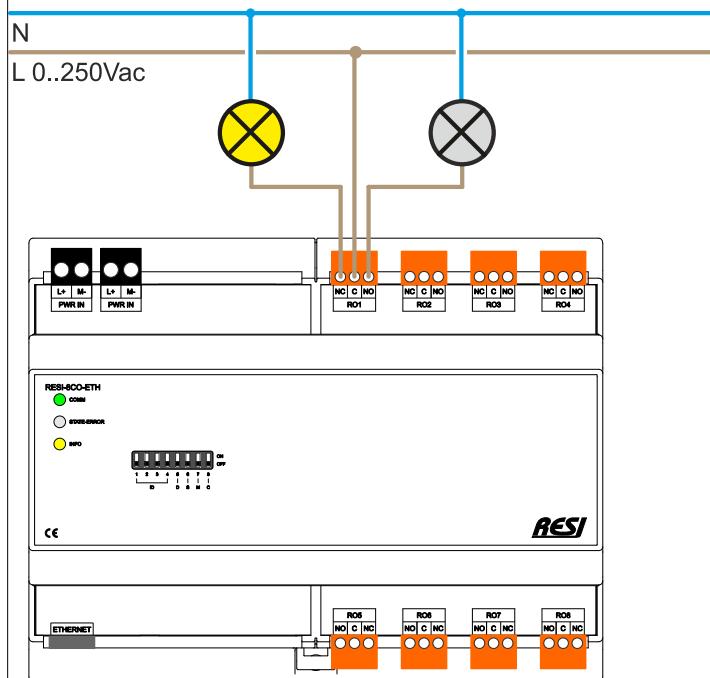 N
L 0..250Vac
L+ M- L+ M-
PWR IN PWR IN
NC C NO NC C NO NC C NO NC C NO
RO1 RO2 RO3 RO4
RESI-8CO-ETH
COMM
STATE-ERROR
INFO
ON
OFF
1 2 3 4 5 6 7 8
ID D S M C
CE
RESI
RO5 RO6 RO7 RO8
ETHERNET NO C NC NO C NC NO C NC NO C NC